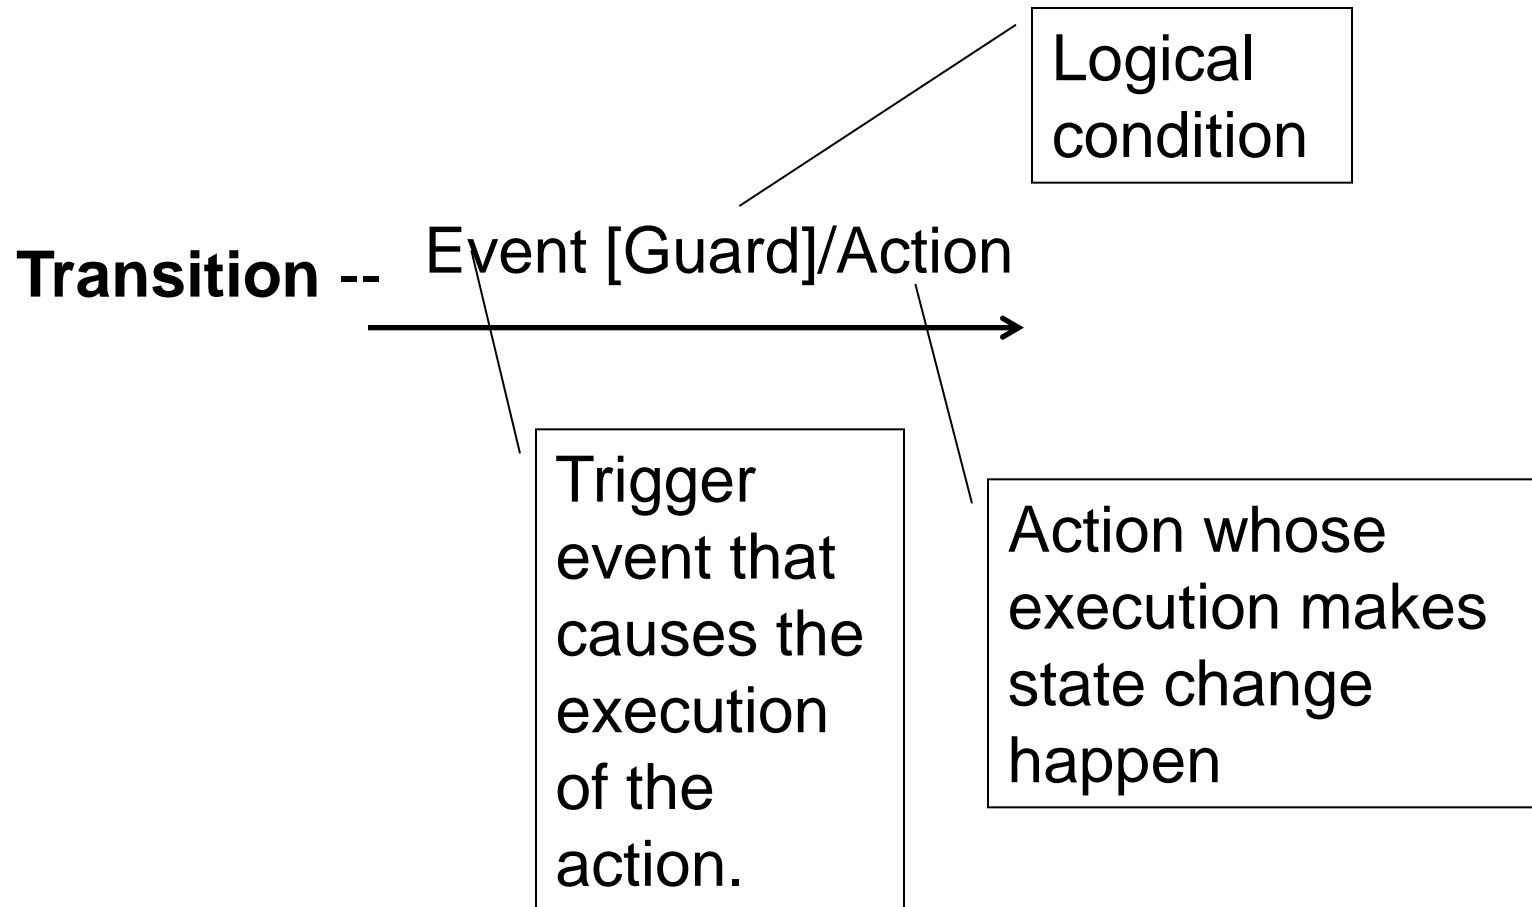 Logical
condition
Transition -- Event [Guard]/Action
Trigger
event that
causes the
execution
of the
action.
Action whose
execution makes
state change
happen